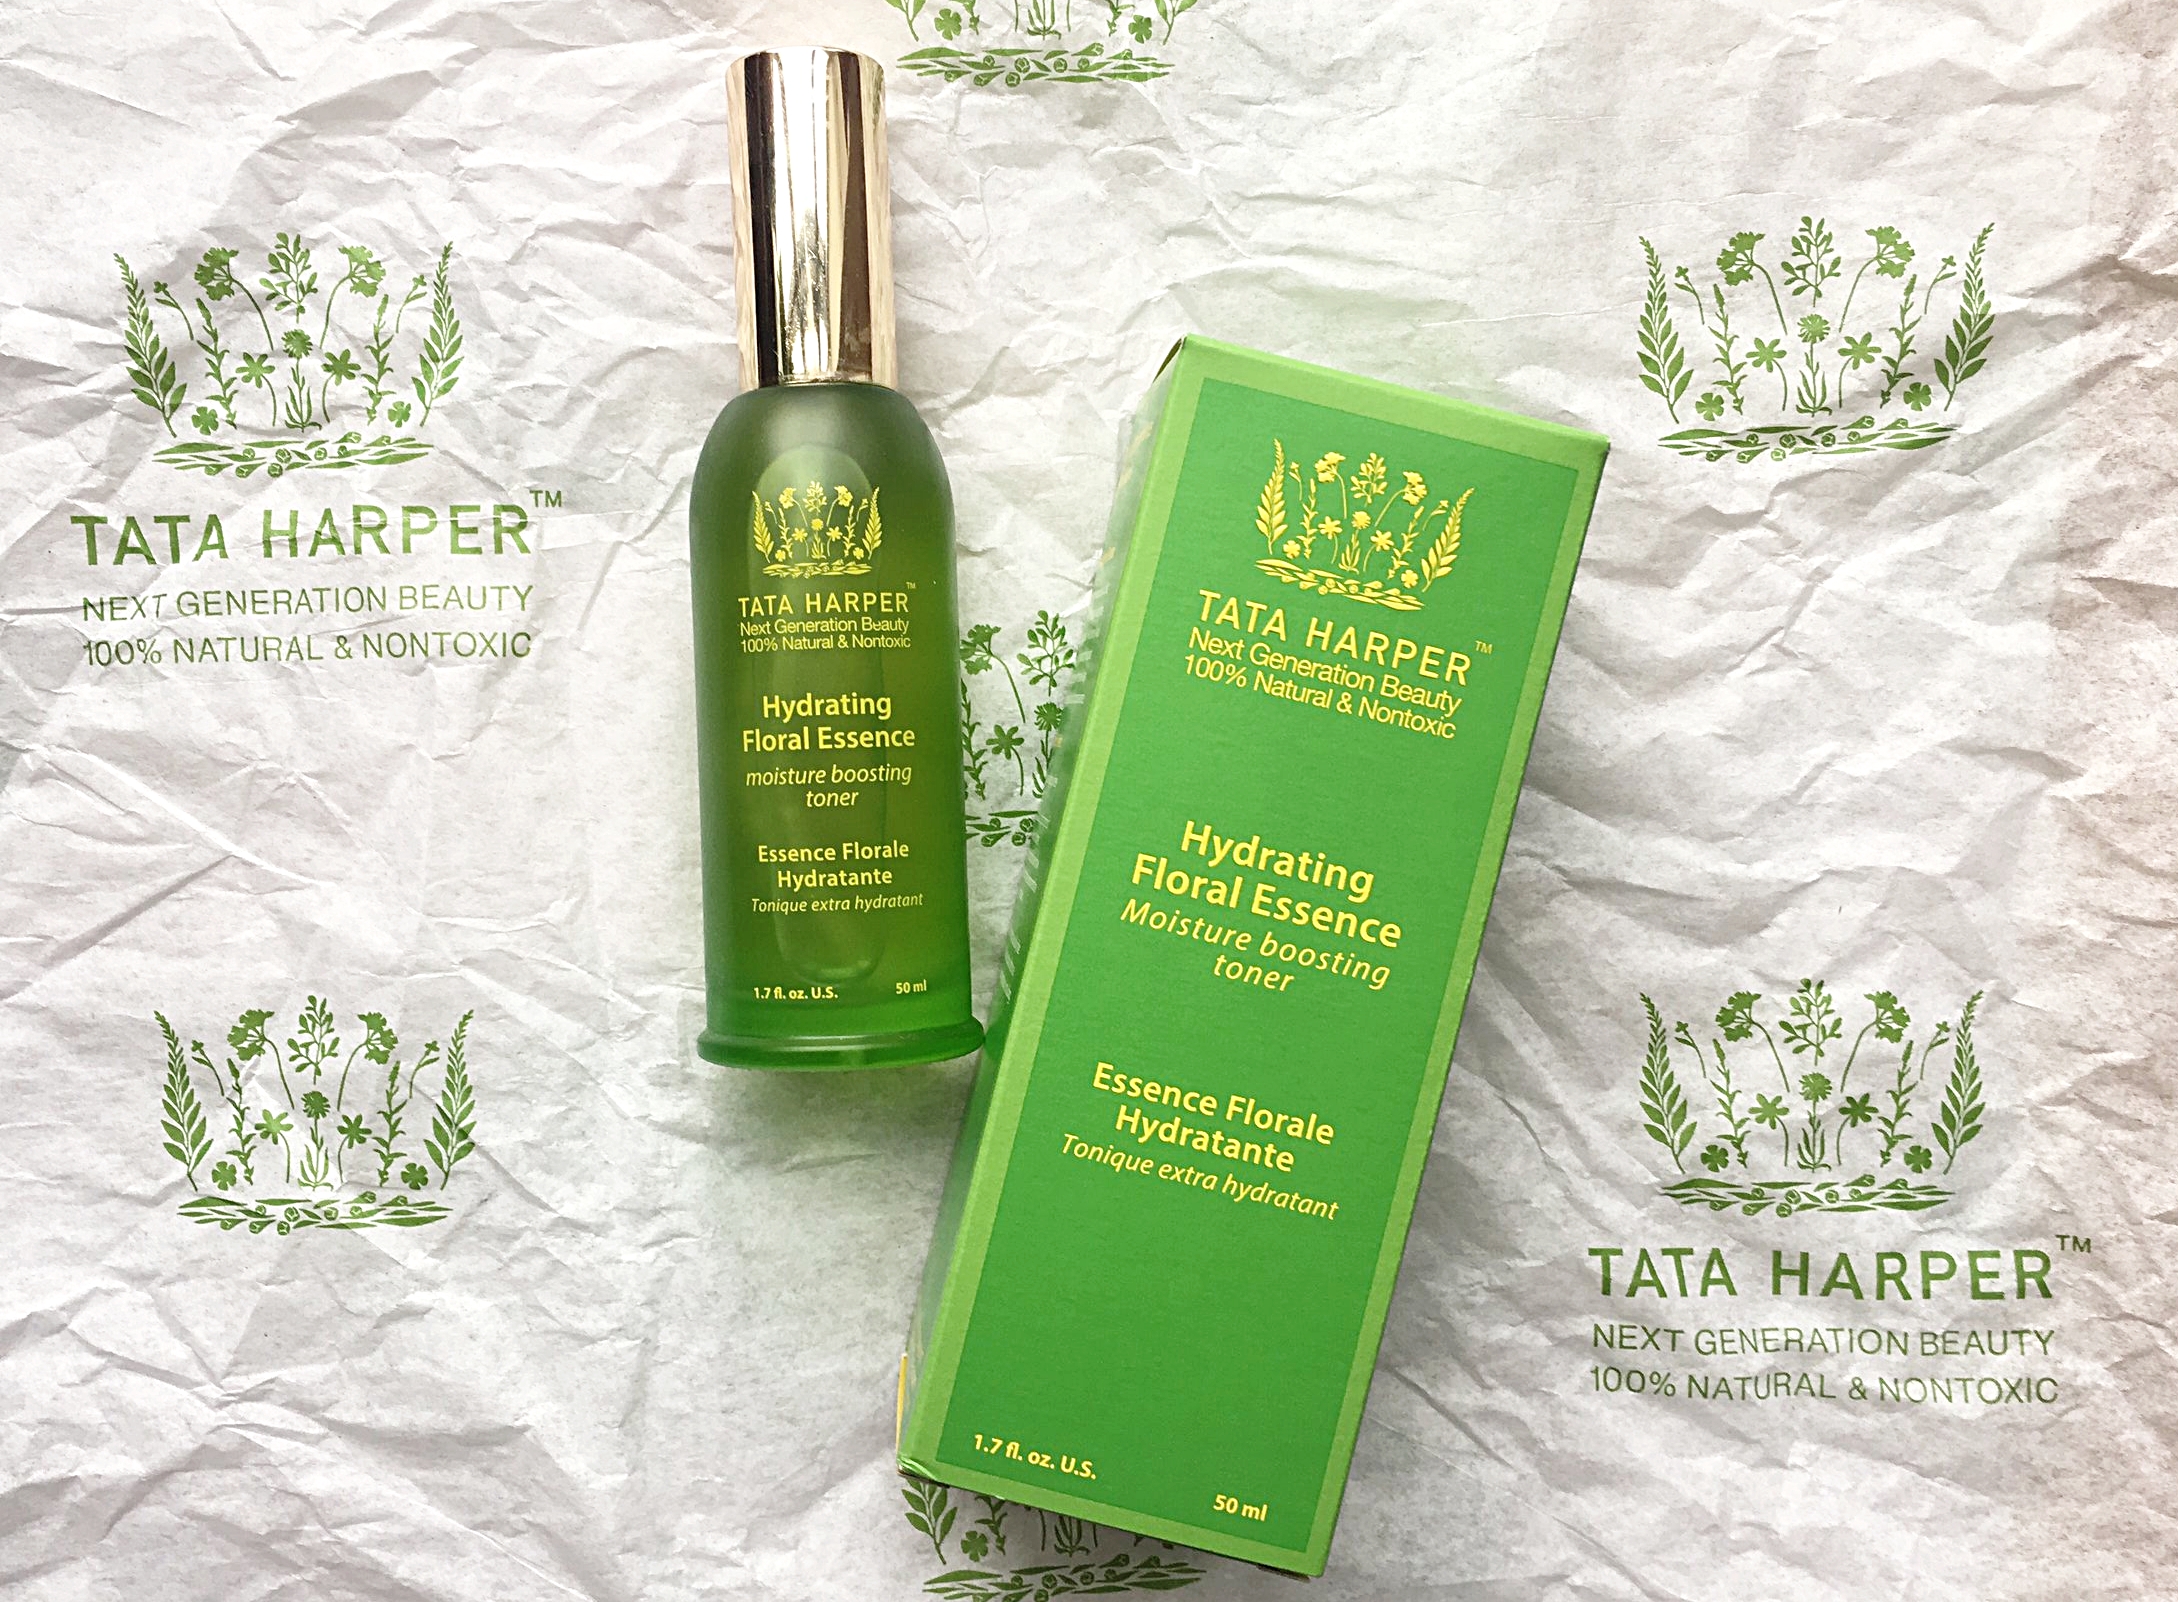 TATA HARPER™
NEXT GENERATION BEAUTY
100% NATURAL & NONTOXIC
TATA HARPER™
Next Generation Beauty
100% Natural & Nontoxic
Hydrating
Floral Essence
moisture boosting
toner
Essence Florale
Hydratante
Tonique extra hydratant
1.7 fl. oz. U.S. 50 ml
TATA HARPER™
Next Generation Beauty
100% Natural & Nontoxic
Hydrating
Floral Essence
Moisture boosting
toner
Essence Florale
Hydratante
Tonique extra hydratant
1.7 fl. oz. U.S.
50 ml
TATA HARPER™
NEXT GENERATION BEAUTY
100% NATURAL & NONTOXIC